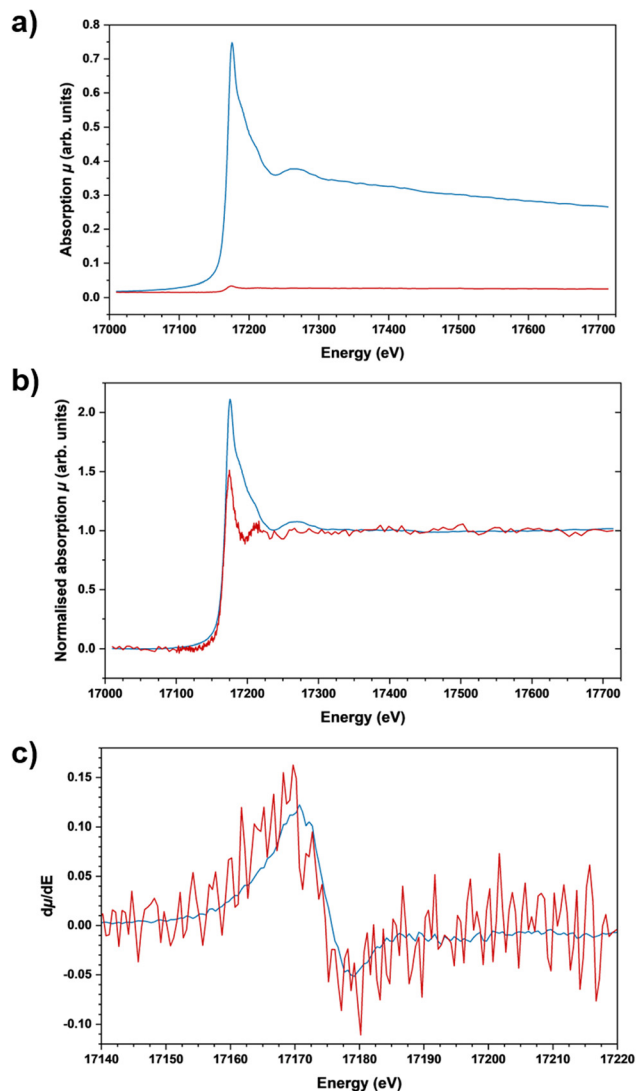 a)
0.8
0.7
0.6
0.5
0.4
0.3
0.2
0.1
0.0
Absorption μ (arb. units)
17000 17100 17200 17300 17400 17500 17600 17700
Energy (eV)
b)
2.0
1.5
1.0
0.5
0.0
Normalised absorption μ (arb. units)
17000 17100 17200 17300 17400 17500 17600 17700
Energy (eV)
c)
0.15
0.10
0.05
0.00
-0.05
-0.10
dμ/dE
17140 17150 17160 17170 17180 17190 17200 17210 17220
Energy (eV)